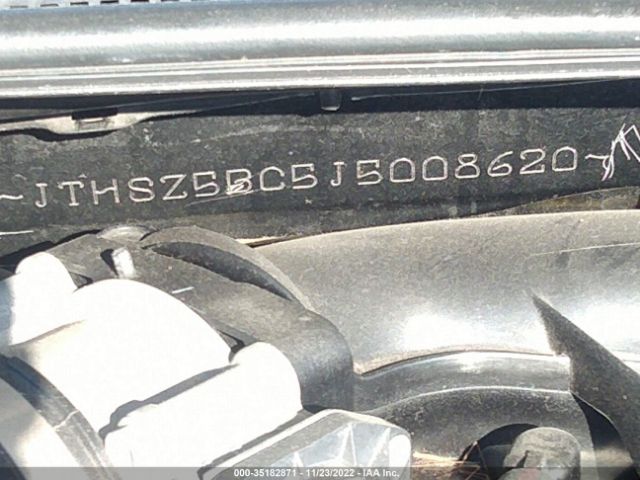 ~JTHSZ5BC5J5008620~
000-35182871 - 11/23/2022 - IAA Inc.